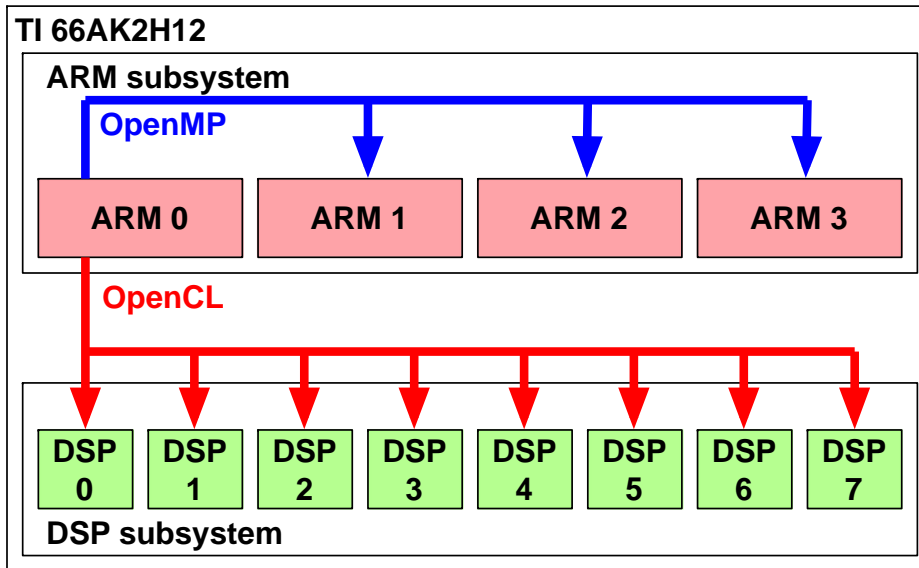 TI 66AK2H12
ARM subsystem
OpenMP
ARM 0
ARM 1
ARM 2
ARM 3
OpenCL
DSP
0
DSP
1
DSP
2
DSP
3
DSP
4
DSP
5
DSP
6
DSP
7
DSP subsystem